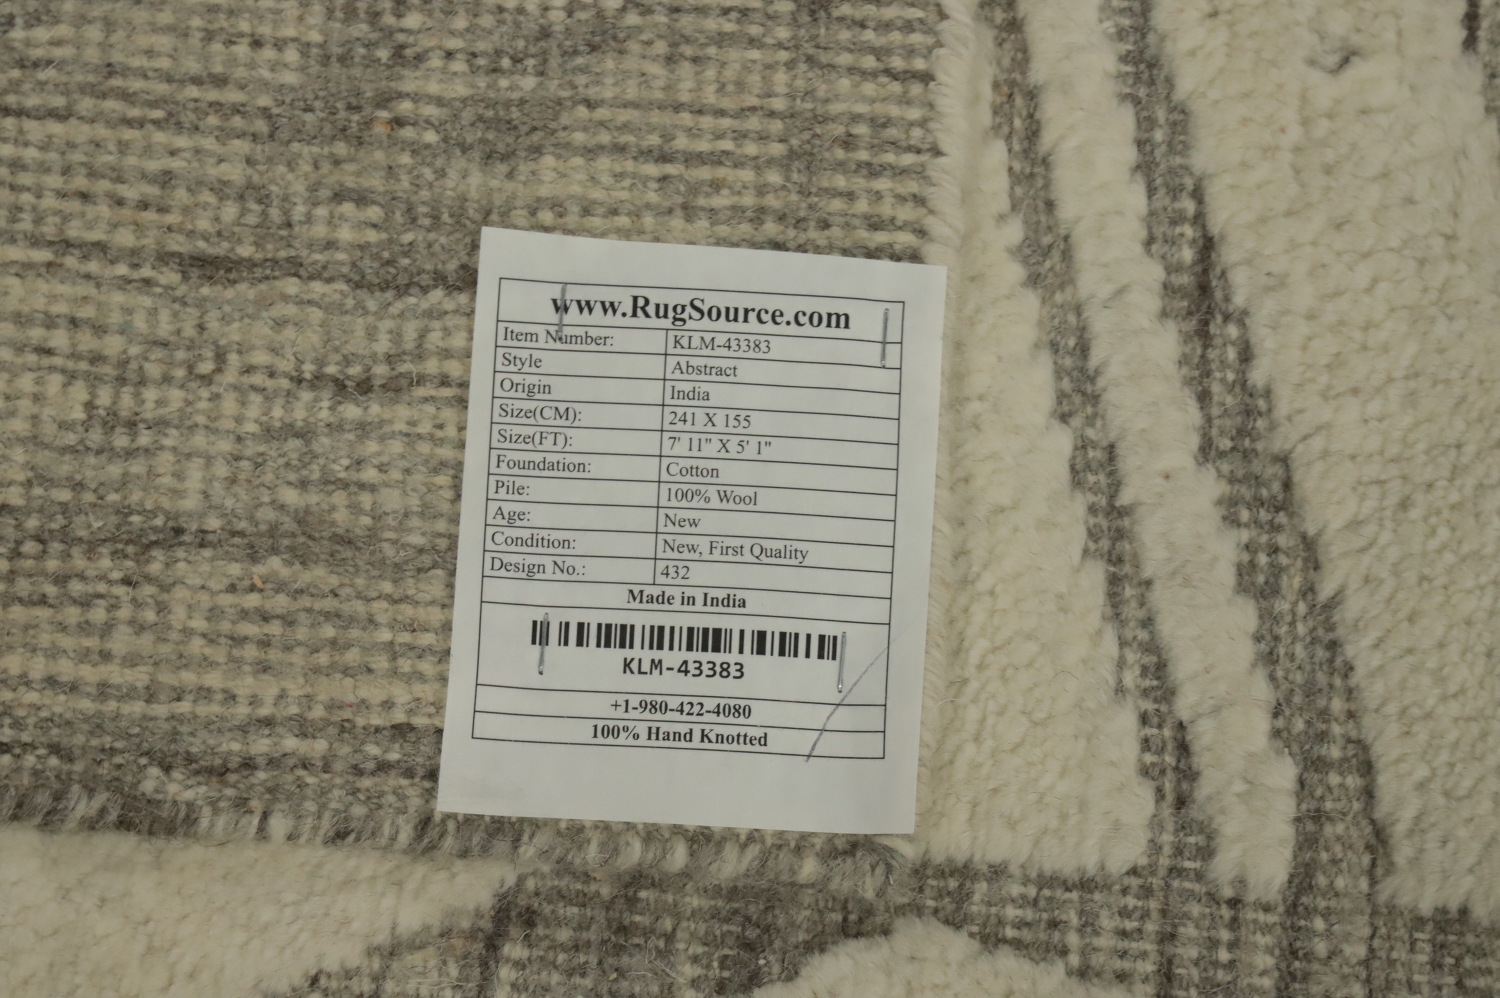 www.RugSource.com
Item Number: KLM-43383
Style Abstract
Origin India
Size(CM): 241 X 155
Size(FT): 7' 11" X 5' 1"
Foundation: Cotton
Pile: 100% Wool
Age: New
Condition: New, First Quality
Design No.: 432
Made in India
KLM-43383
+1-980-422-4080
100% Hand Knotted